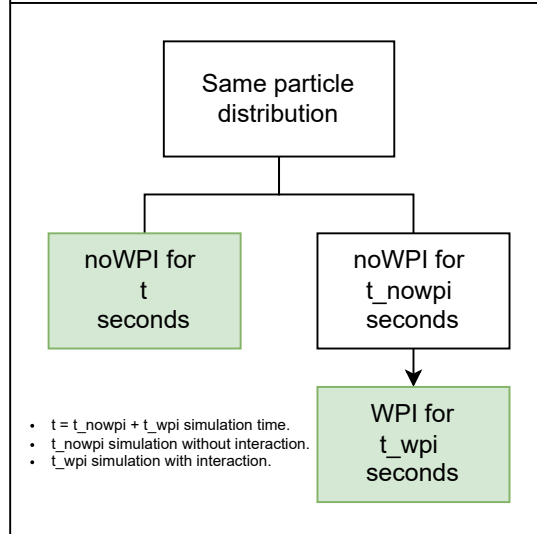 Same particle
distribution
noWPI for
t
seconds
noWPI for
t_nowpi
seconds
WPI for
t_wpi
seconds
• t = t_nowpi + t_wpi simulation time.
• t_nowpi simulation without interaction.
• t_wpi simulation with interaction.